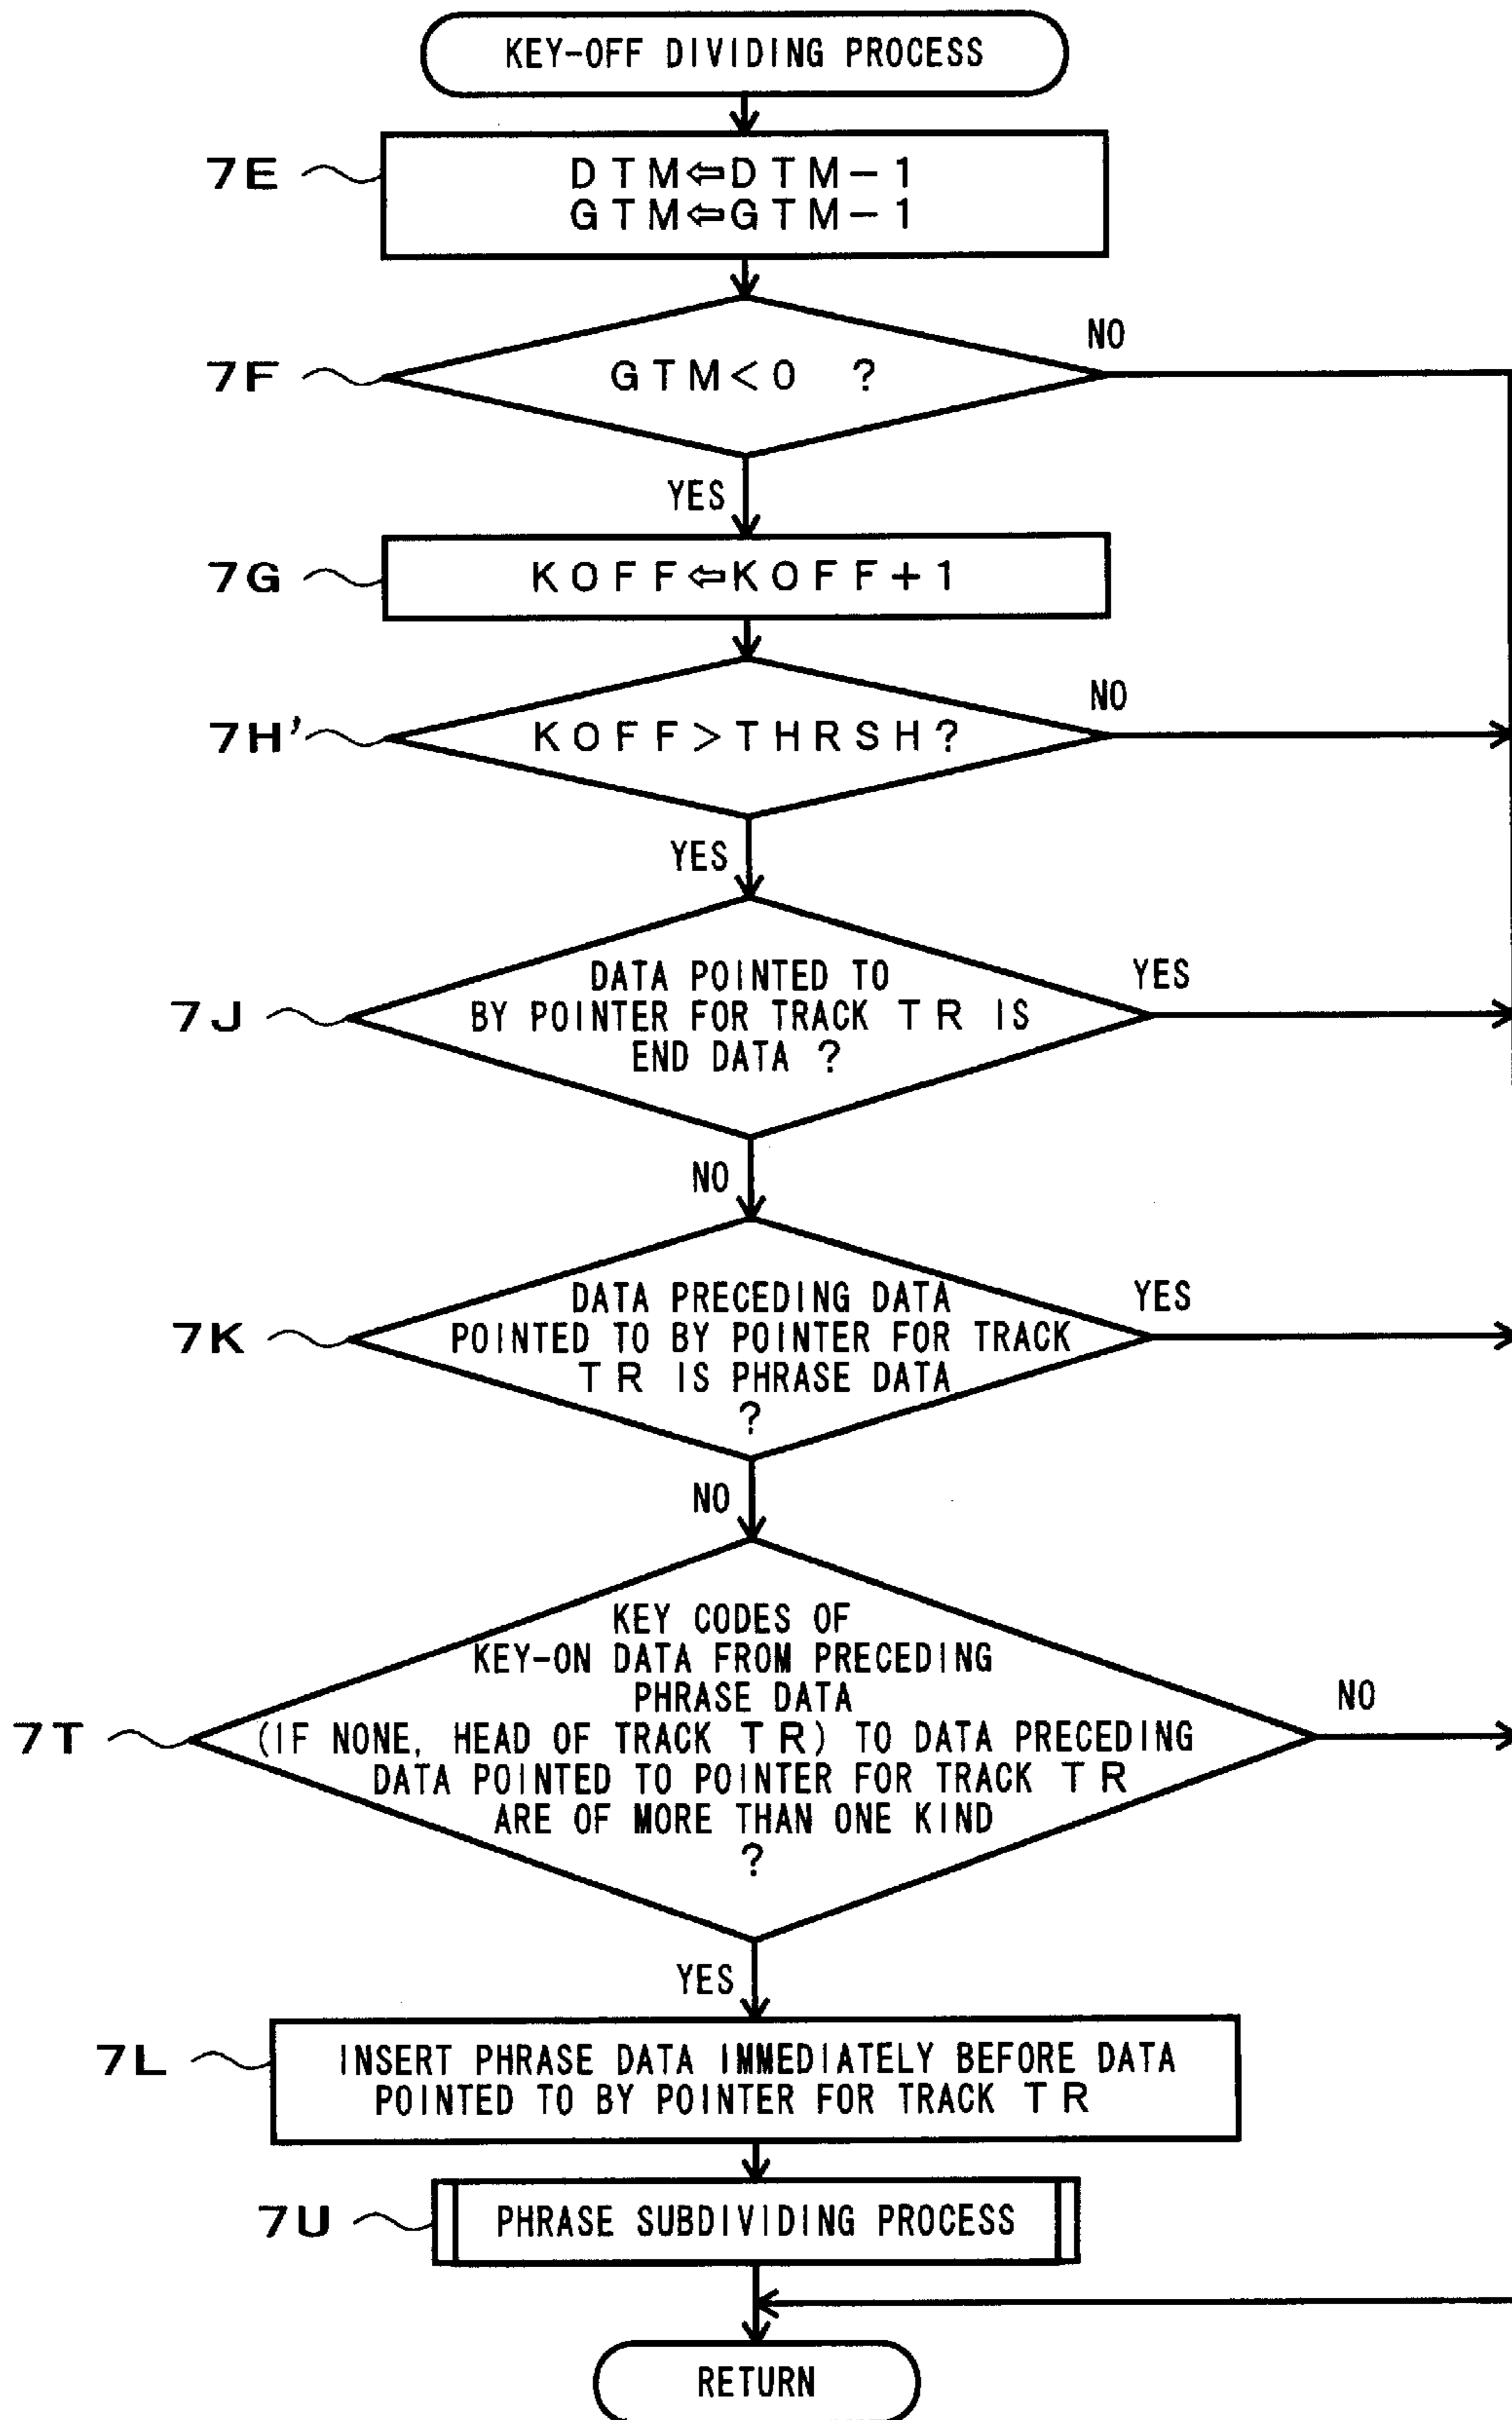 KEY-OFF DIVIDING PROCESS
7E
DTM⇦DTM-1
GTM⇦GTM-1
7F
GTM<0 ?
NO
YES
7G
KOFF⇦KOFF+1
7H'
KOFF>THRSH?
NO
YES
7J
DATA POINTED TO
BY POINTER FOR TRACK TR IS
END DATA ?
YES
NO
7K
DATA PRECEDING DATA
POINTED TO BY POINTER FOR TRACK
TR IS PHRASE DATA
?
YES
NO
7T
KEY CODES OF
KEY-ON DATA FROM PRECEDING
PHRASE DATA
(IF NONE, HEAD OF TRACK TR) TO DATA PRECEDING
DATA POINTED TO POINTER FOR TRACK TR
ARE OF MORE THAN ONE KIND
?
NO
YES
7L
INSERT PHRASE DATA IMMEDIATELY BEFORE DATA
POINTED TO BY POINTER FOR TRACK TR
7U
PHRASE SUBDIVIDING PROCESS
RETURN